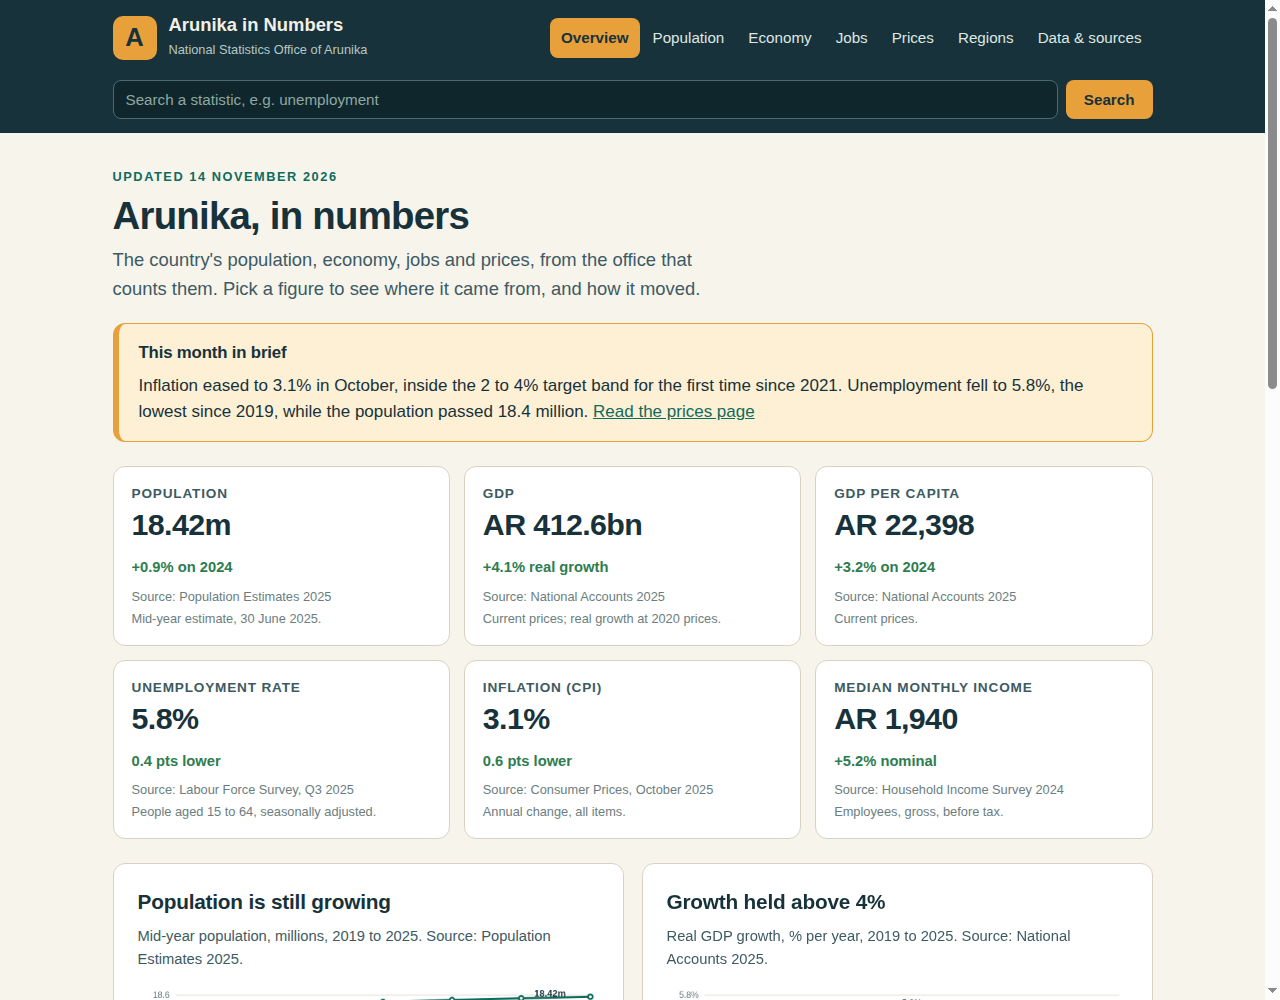 A
Arunika in Numbers
National Statistics Office of Arunika
Overview
Population
Economy
Jobs
Prices
Regions
Data & sources
Search a statistic, e.g. unemployment
Search
UPDATED 14 NOVEMBER 2026
Arunika, in numbers
The country's population, economy, jobs and prices, from the office that
counts them. Pick a figure to see where it came from, and how it moved.
This month in brief
Inflation eased to 3.1% in October, inside the 2 to 4% target band for the first time since 2021. Unemployment fell to 5.8%, the
lowest since 2019, while the population passed 18.4 million. Read the prices page
POPULATION
18.42m
+0.9% on 2024
Source: Population Estimates 2025
Mid-year estimate, 30 June 2025.
GDP
AR 412.6bn
+4.1% real growth
Source: National Accounts 2025
Current prices; real growth at 2020 prices.
GDP PER CAPITA
AR 22,398
+3.2% on 2024
Source: National Accounts 2025
Current prices.
UNEMPLOYMENT RATE
5.8%
0.4 pts lower
Source: Labour Force Survey, Q3 2025
People aged 15 to 64, seasonally adjusted.
INFLATION (CPI)
3.1%
0.6 pts lower
Source: Consumer Prices, October 2025
Annual change, all items.
MEDIAN MONTHLY INCOME
AR 1,940
+5.2% nominal
Source: Household Income Survey 2024
Employees, gross, before tax.
Population is still growing
Mid-year population, millions, 2019 to 2025. Source: Population
Estimates 2025.
18.6
18.42m
Growth held above 4%
Real GDP growth, % per year, 2019 to 2025. Source: National
Accounts 2025.
5.8%